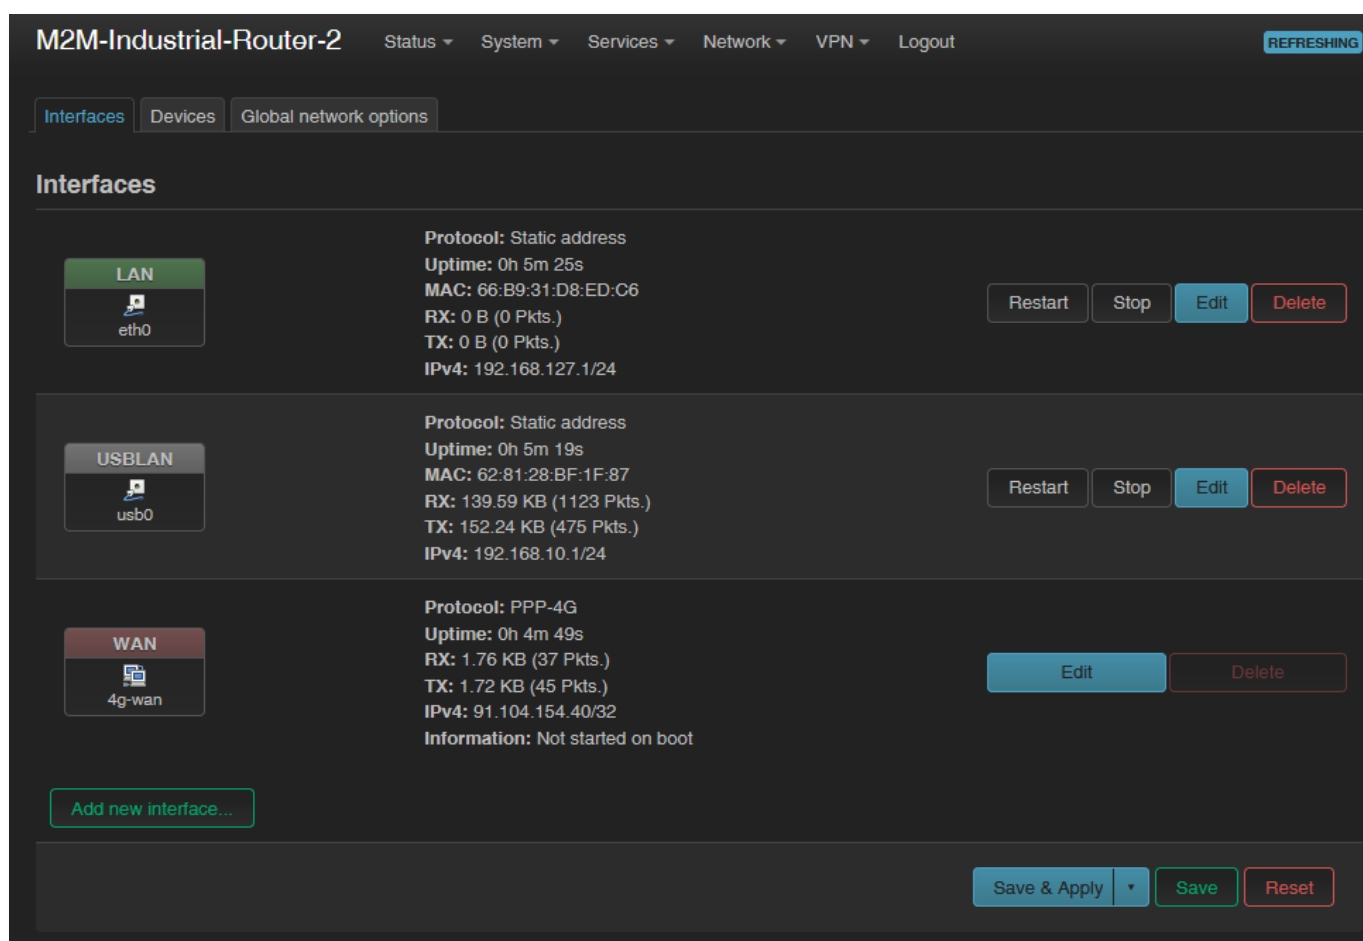 M2M-Industrial-Router-2 Status System Services Network VPN Logout REFRESHING
Interfaces Devices Global network options
Interfaces
LAN
eth0
Protocol: Static address
Uptime: 0h 5m 25s
MAC: 66:B9:31:D8:ED:C6
RX: 0 B (0 Pkts.)
TX: 0 B (0 Pkts.)
IPv4: 192.168.127.1/24
Restart Stop Edit Delete
USBLAN
usb0
Protocol: Static address
Uptime: 0h 5m 19s
MAC: 62:81:28:BF:1F:87
RX: 139.59 KB (1123 Pkts.)
TX: 152.24 KB (475 Pkts.)
IPv4: 192.168.10.1/24
Restart Stop Edit Delete
WAN
4g-wan
Protocol: PPP-4G
Uptime: 0h 4m 49s
RX: 1.76 KB (37 Pkts.)
TX: 1.72 KB (45 Pkts.)
IPv4: 91.104.154.40/32
Information: Not started on boot
Edit Delete
Add new interface...
Save & Apply Save Reset